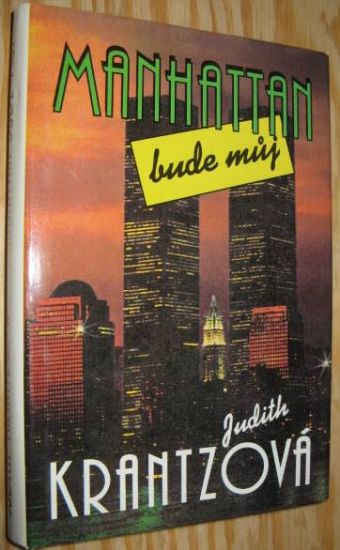 MANHATTAN
bude můj
Judith
KRANTZOVÁ